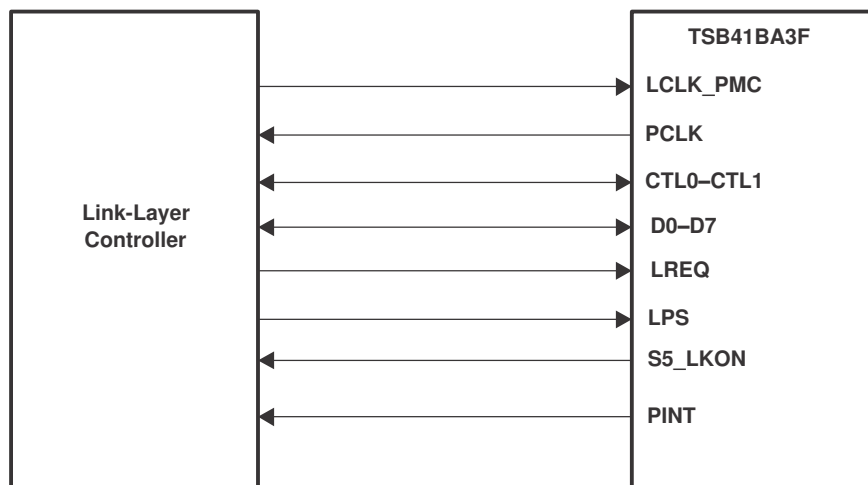 TSB41BA3F
LCLK_PMC
PCLK
CTL0–CTL1
Link-Layer
Controller
D0–D7
LREQ
LPS
S5_LKON
PINT